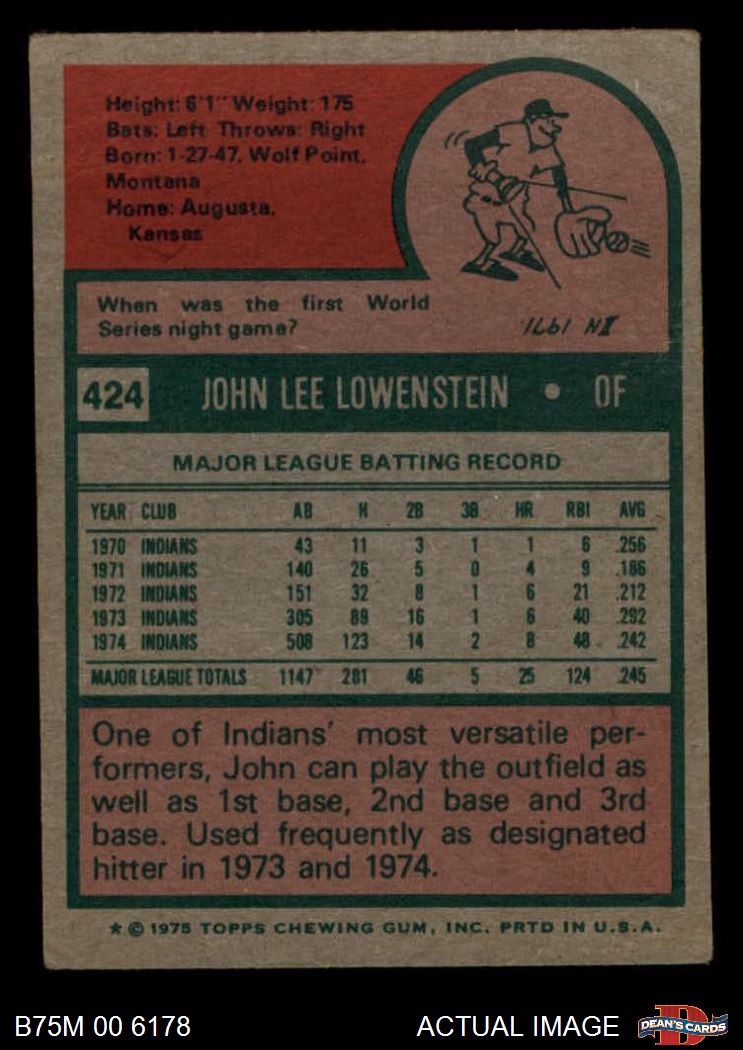 Height: 6'1" Weight: 175
Bats: Left Throws: Right
Born: 1-27-47, Wolf Point,
Montana
Home: Augusta,
Kansas
When was the first World
Series night game?
IN 1971
424 JOHN LEE LOWENSTEIN • OF
MAJOR LEAGUE BATTING RECORD
YEAR CLUB AB H 2B 3B HR RBI AVG
1970 INDIANS 43 11 3 1 1 6 .256
1971 INDIANS 140 26 5 0 4 9 .186
1972 INDIANS 151 32 8 1 6 21 .212
1973 INDIANS 305 89 16 1 6 40 .292
1974 INDIANS 508 123 14 2 8 48 .242
MAJOR LEAGUE TOTALS 1147 281 46 5 25 124 .245
One of Indians' most versatile per-
formers, John can play the outfield as
well as 1st base, 2nd base and 3rd
base. Used frequently as designated
hitter in 1973 and 1974.
* © 1975 TOPPS CHEWING GUM, INC. PRTD IN U.S.A.
B75M 00 6178 ACTUAL IMAGE D DEAN'S CARDS